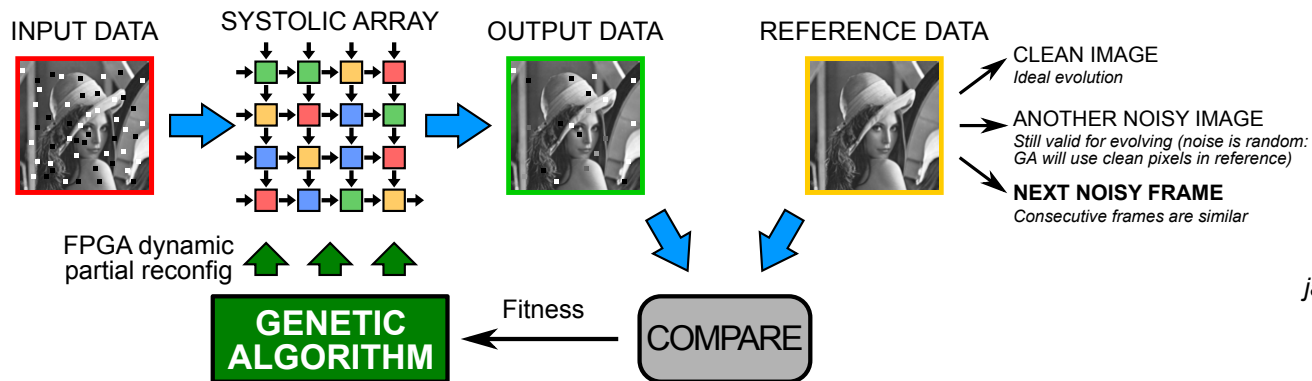 INPUT DATA
SYSTOLIC ARRAY
OUTPUT DATA
REFERENCE DATA
CLEAN IMAGE
Ideal evolution
ANOTHER NOISY IMAGE
Still valid for evolving (noise is random:
GA will use clean pixels in reference)
NEXT NOISY FRAME
Consecutive frames are similar
FPGA dynamic
partial reconfig
GENETIC
ALGORITHM
Fitness
COMPARE